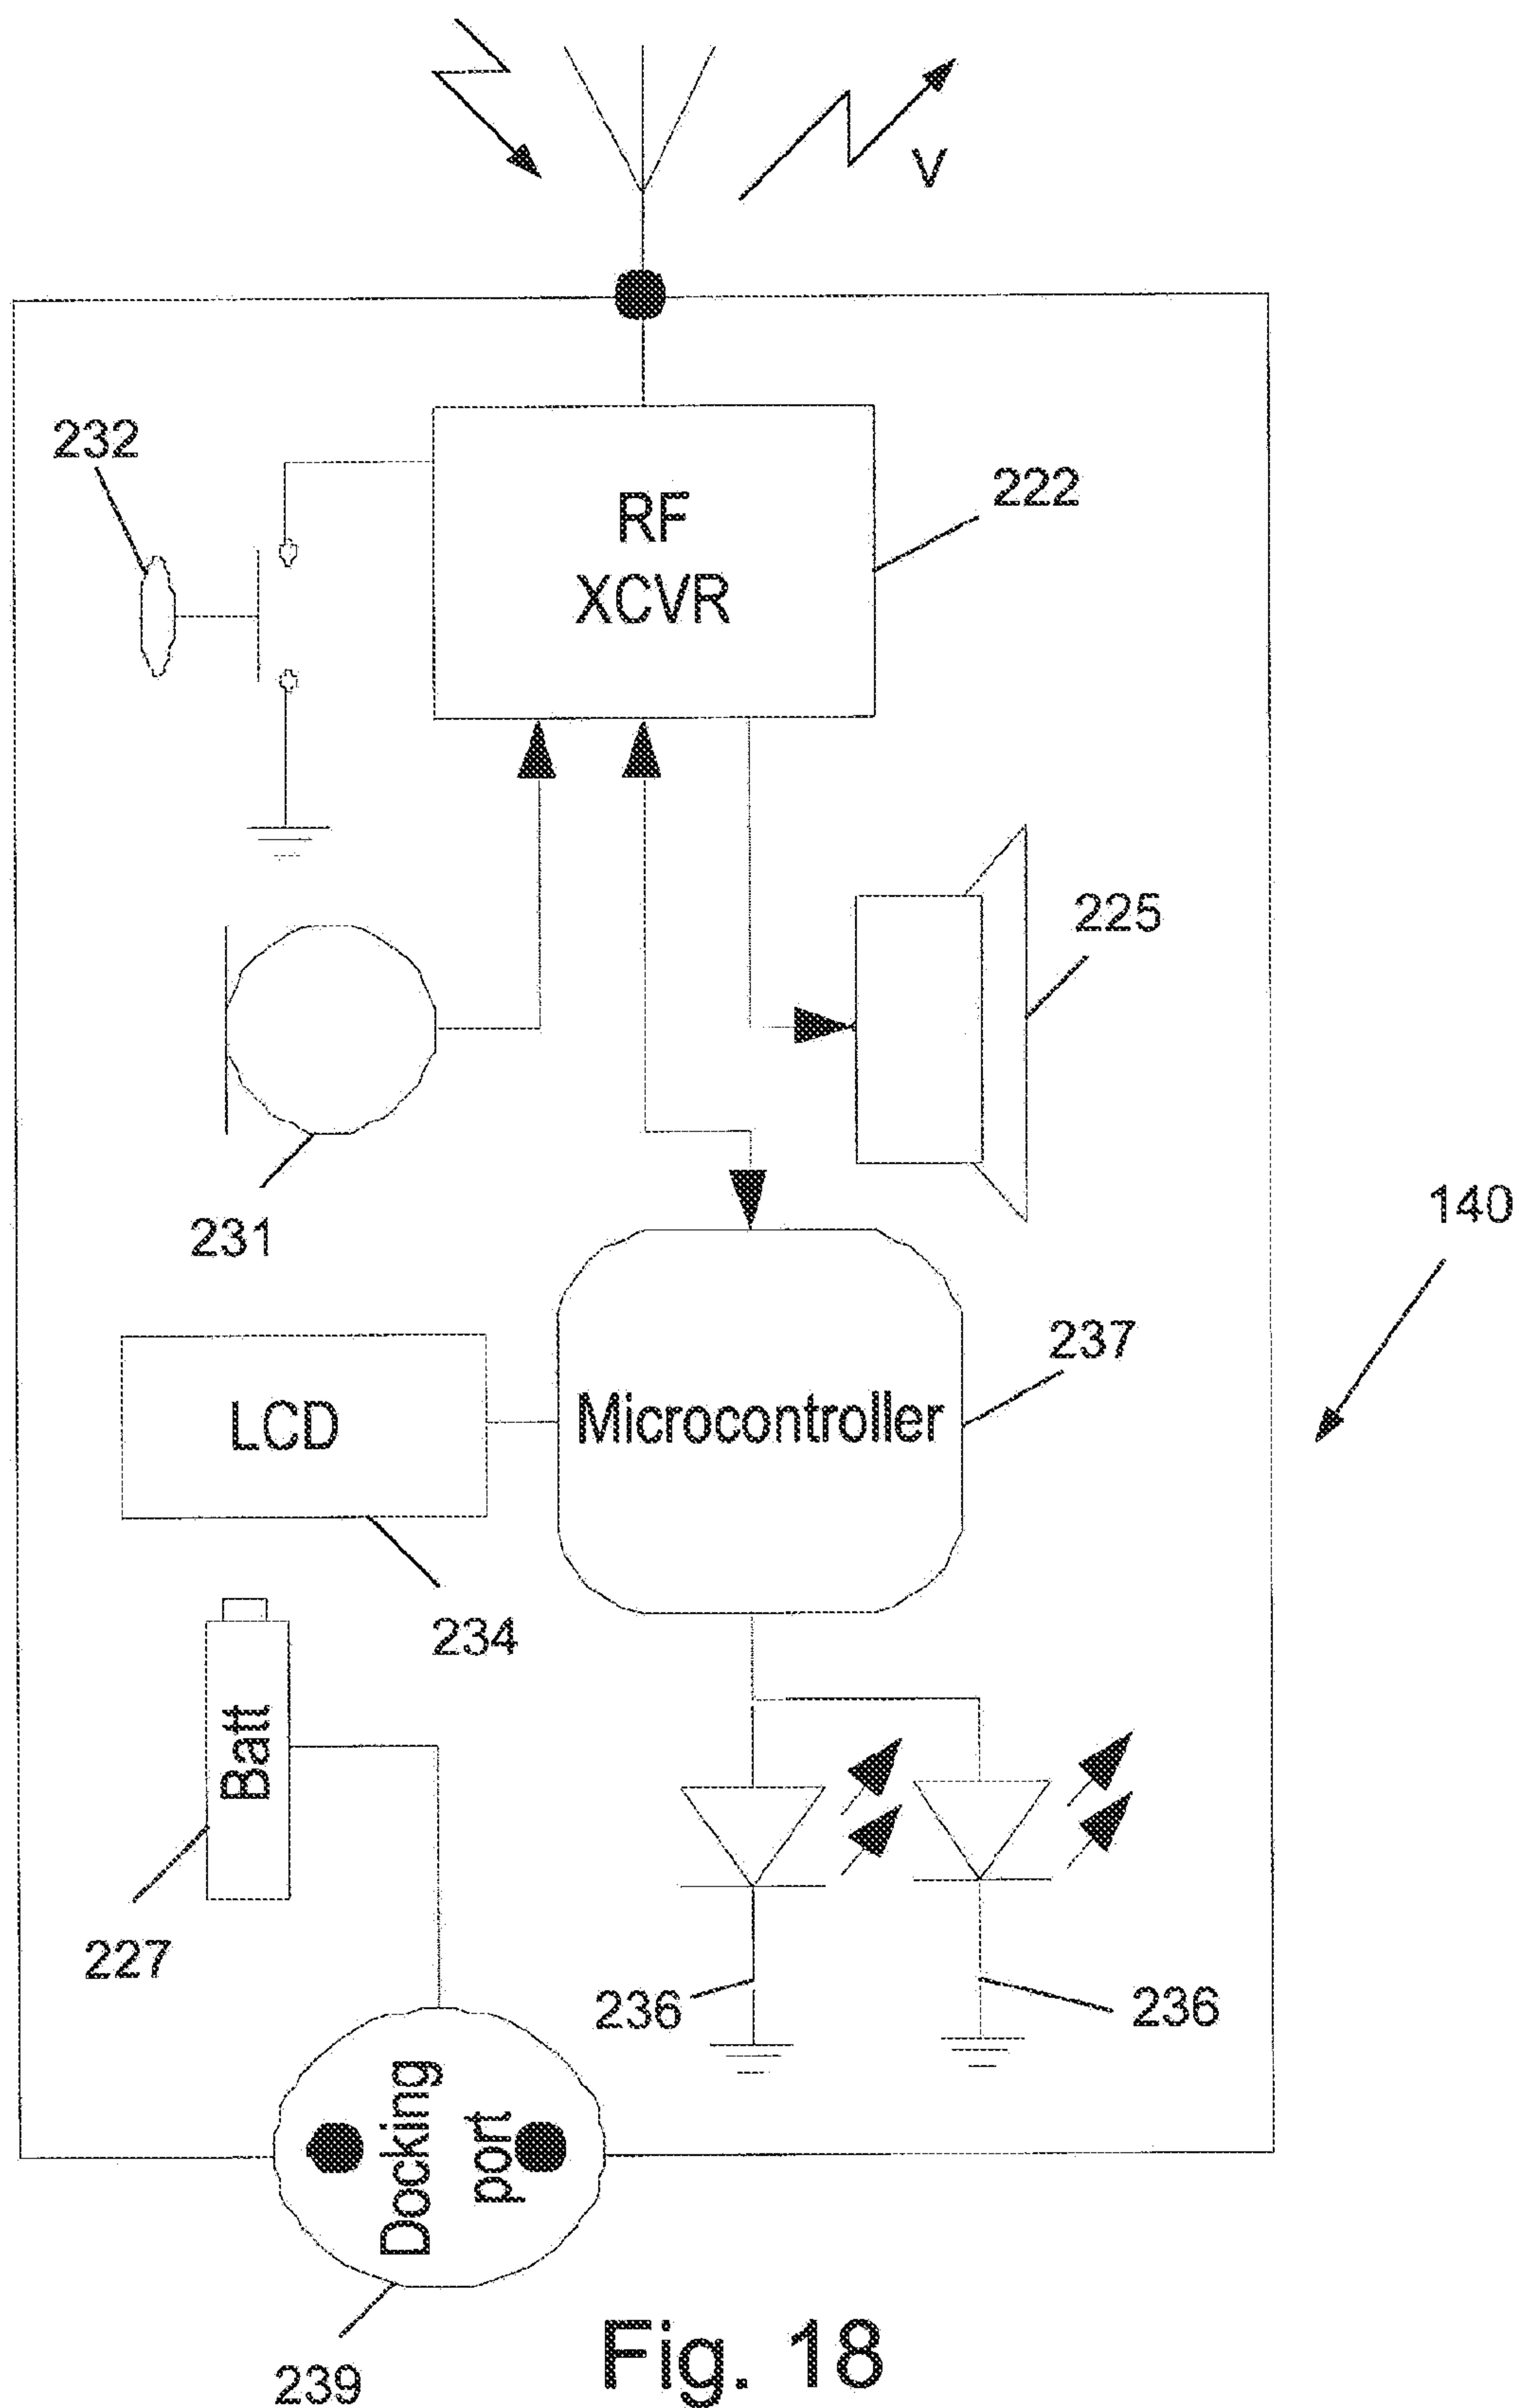 V
232
222
RF
XCVR
225
231
140
237
LCD
Microcontroller
234
Batt
227
236
236
Docking
port
239
Fig. 18